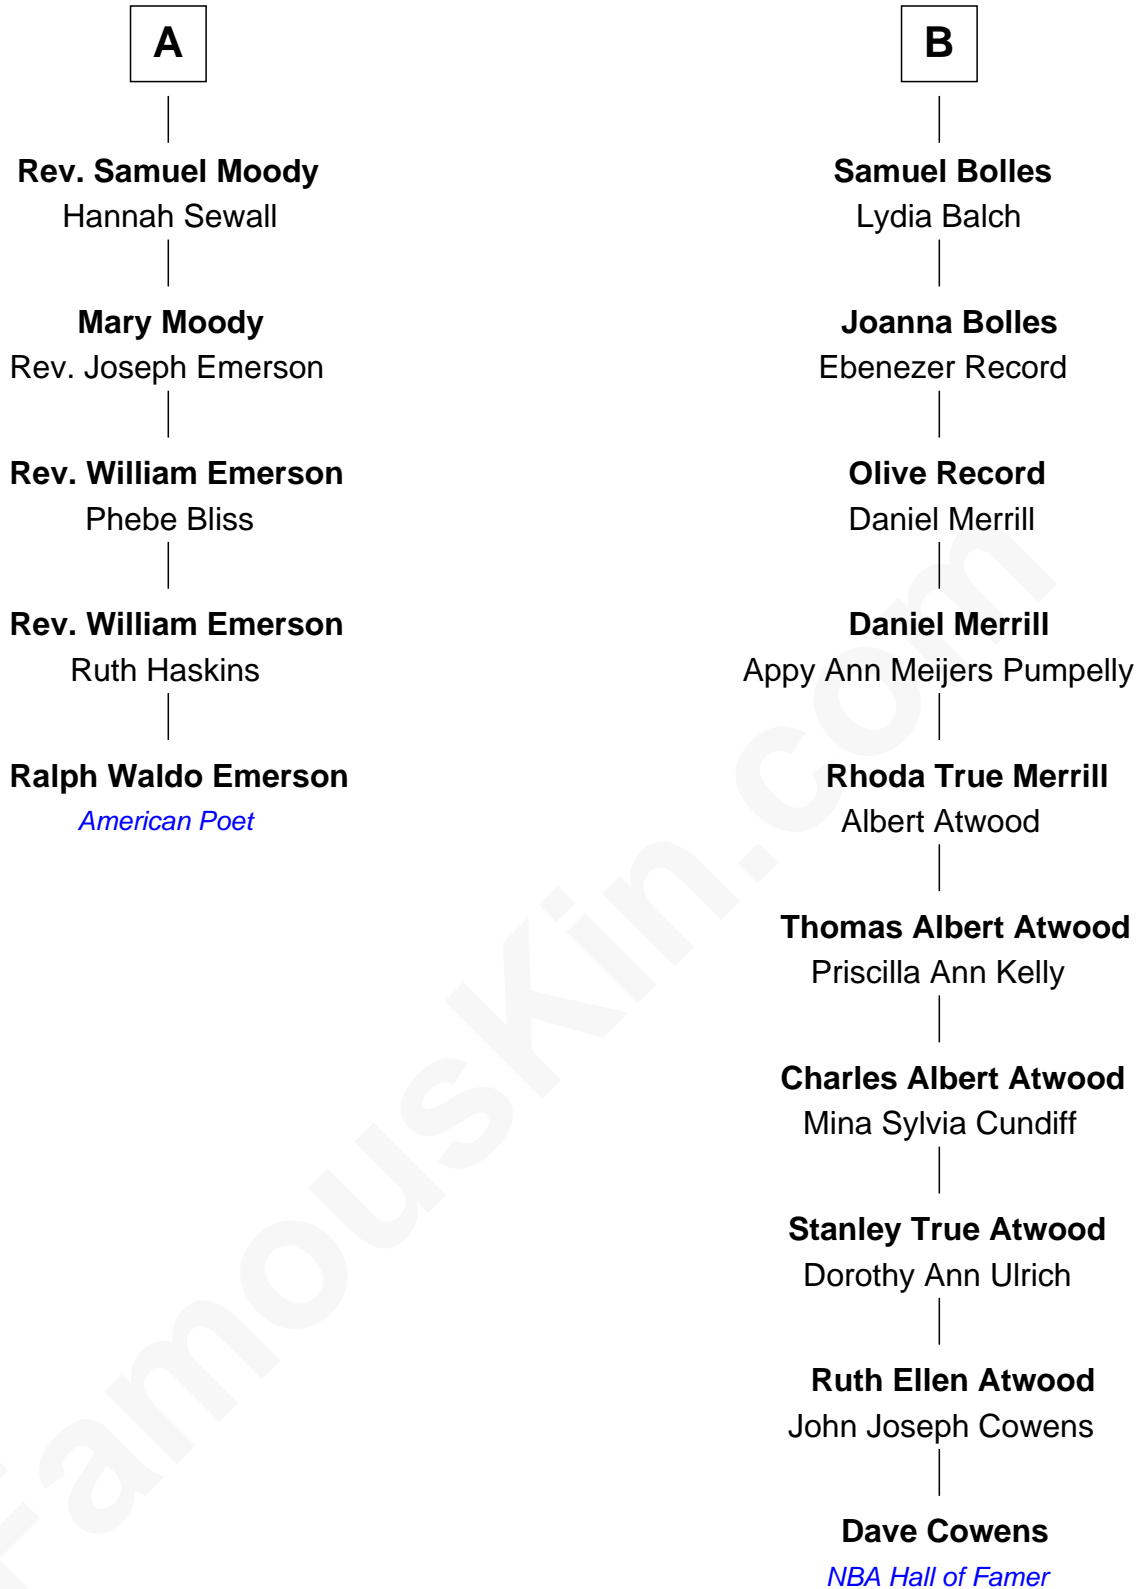 A
Rev. Samuel Moody
Hannah Sewall
Mary Moody
Rev. Joseph Emerson
Rev. William Emerson
Phebe Bliss
Rev. William Emerson
Ruth Haskins
Ralph Waldo Emerson
American Poet
B
Samuel Bolles
Lydia Balch
Joanna Bolles
Ebenezer Record
Olive Record
Daniel Merrill
Daniel Merrill
Appy Ann Meijers Pumpelly
Rhoda True Merrill
Albert Atwood
Thomas Albert Atwood
Priscilla Ann Kelly
Charles Albert Atwood
Mina Sylvia Cundiff
Stanley True Atwood
Dorothy Ann Ulrich
Ruth Ellen Atwood
John Joseph Cowens
Dave Cowens
NBA Hall of Famer
FamousKin.com